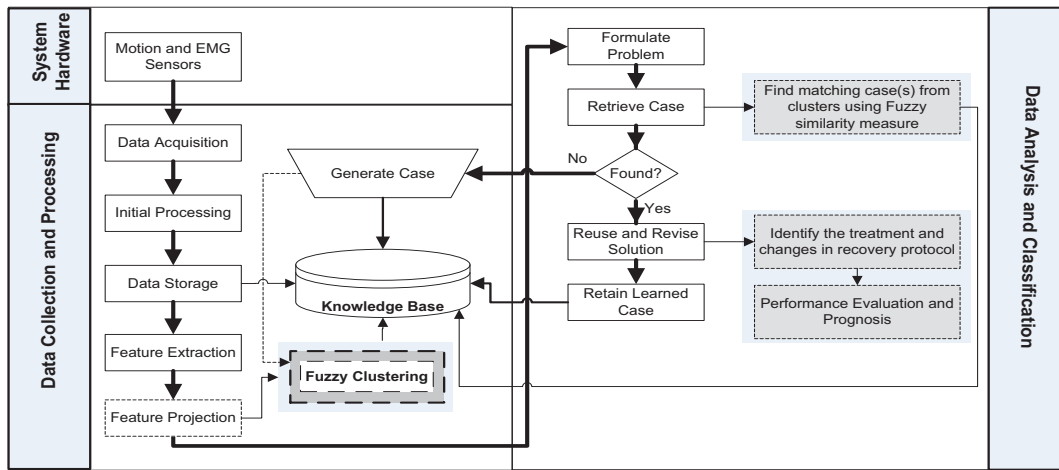 System
Hardware
Motion and EMG
Sensors
Data Collection and Processing
Data Acquisition
Initial Processing
Data Storage
Feature Extraction
Feature Projection
Generate Case
Knowledge Base
Fuzzy Clustering
Formulate
Problem
Retrieve Case
No
Found?
Yes
Reuse and Revise
Solution
Retain Learned
Case
Find matching case(s) from
clusters using Fuzzy
similarity measure
Identify the treatment and
changes in recovery protocol
Performance Evaluation and
Prognosis
Data Analysis and Classification